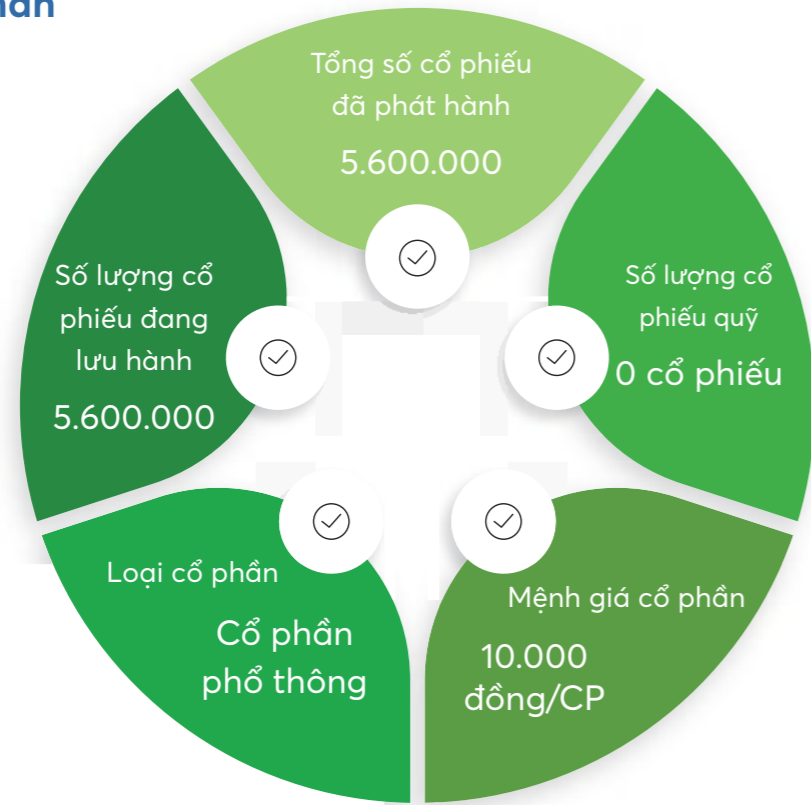 Tổng số cổ phiếu
đã phát hành
5.600.000
Số lượng cổ
phiếu quỹ
0 cổ phiếu
Mệnh giá cổ phần
10.000
đồng/CP
Loại cổ phần
Cổ phần
phổ thông
Số lượng cổ
phiếu đang
lưu hành
5.600.000